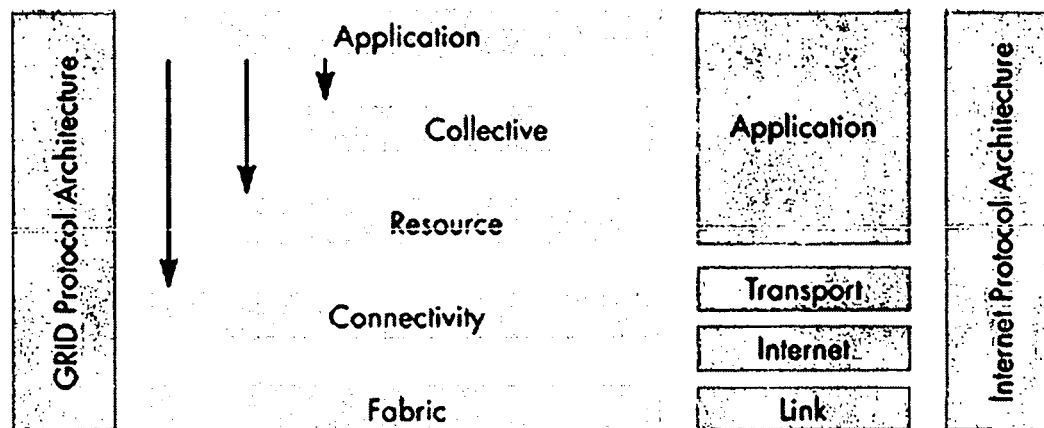 GRID Protocol Architecture
Application
Collective
Resource
Connectivity
Fabric
Application
Transport
Internet
Link
Internet Protocol Architecture